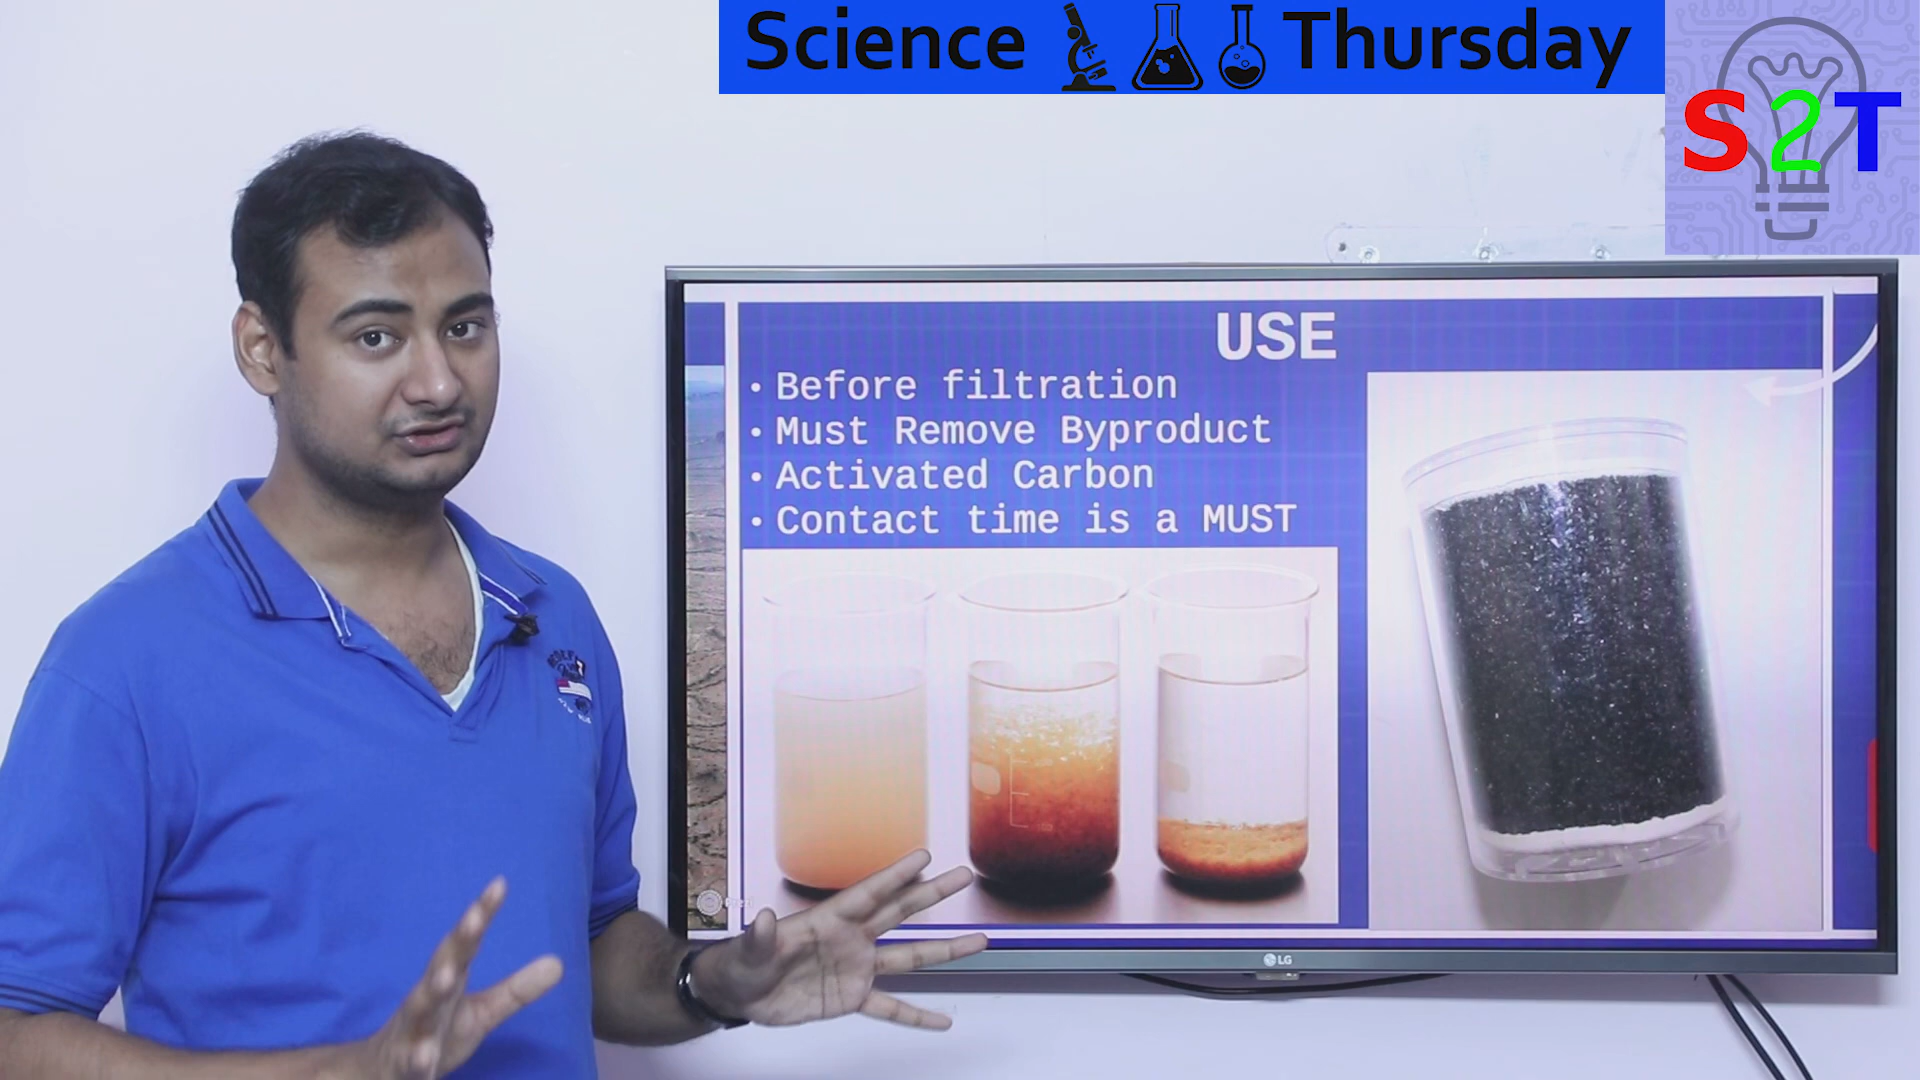 Science Thursday
S2T
USE
• Before filtration
• Must Remove Byproduct
• Activated Carbon
• Contact time is a MUST
LG